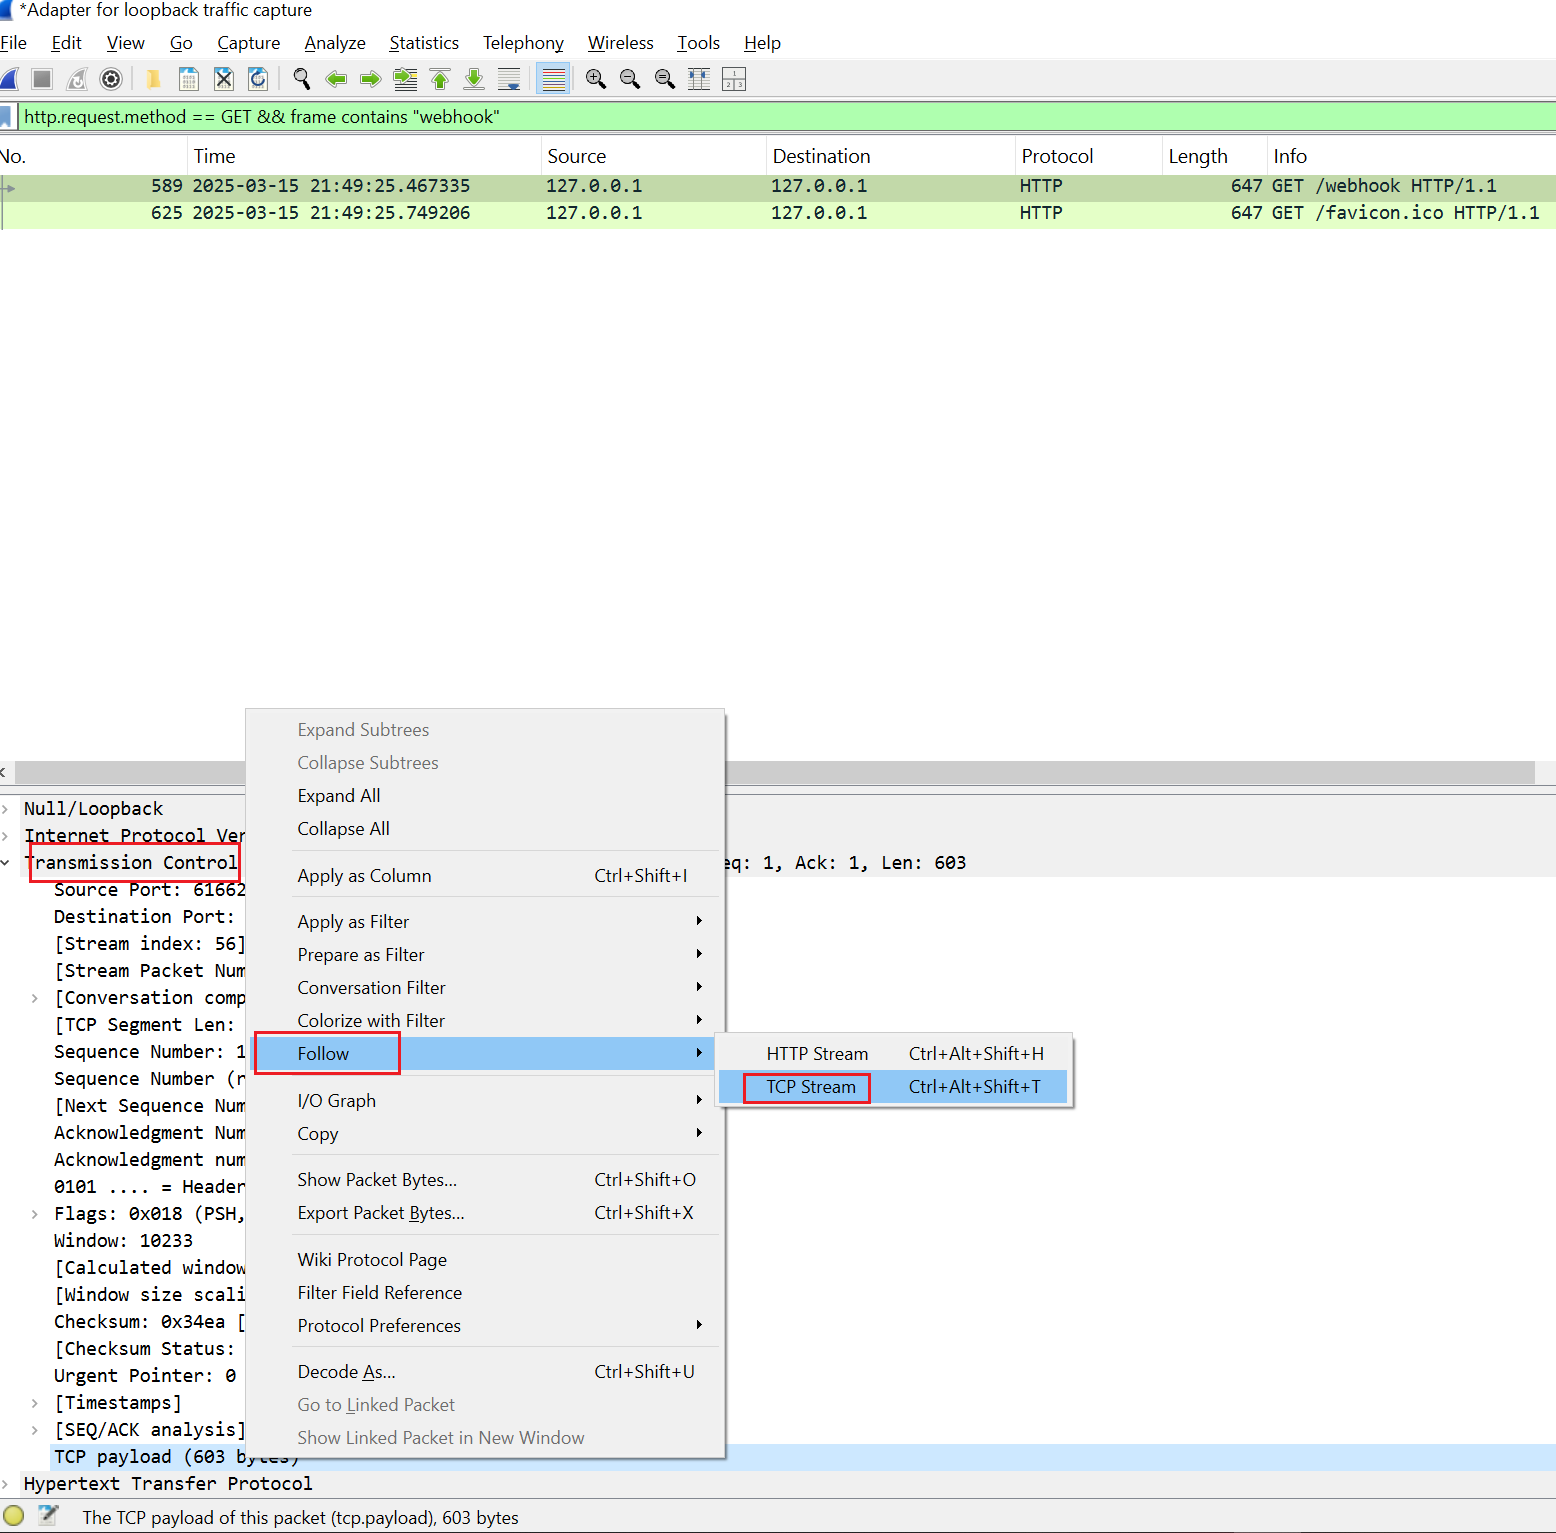 *Adapter for loopback traffic capture
File Edit View Go Capture Analyze Statistics Telephony Wireless Tools Help
http.request.method == GET && frame contains "webhook"
No. Time Source Destination Protocol Length Info
589 2025-03-15 21:49:25.467335 127.0.0.1 127.0.0.1 HTTP 647 GET /webhook HTTP/1.1
625 2025-03-15 21:49:25.749206 127.0.0.1 127.0.0.1 HTTP 647 GET /favicon.ico HTTP/1.1
Expand Subtrees
Collapse Subtrees
Expand All
Collapse All
Apply as Column Ctrl+Shift+I
Apply as Filter
Prepare as Filter
Conversation Filter
Colorize with Filter
Follow
I/O Graph
Copy
Show Packet Bytes... Ctrl+Shift+O
Export Packet Bytes... Ctrl+Shift+X
Wiki Protocol Page
Filter Field Reference
Protocol Preferences
Decode As... Ctrl+Shift+U
Go to Linked Packet
Show Linked Packet in New Window
HTTP Stream Ctrl+Alt+Shift+H
TCP Stream Ctrl+Alt+Shift+T
Null/Loopback
Internet Protocol Ver
Transmission Control eq: 1, Ack: 1, Len: 603
Source Port: 61662
Destination Port:
[Stream index: 56]
[Stream Packet Num
[Conversation comp
[TCP Segment Len:
Sequence Number: 1
Sequence Number (r
[Next Sequence Num
Acknowledgment Num
Acknowledgment num
0101 .... = Header
Flags: 0x018 (PSH,
Window: 10233
[Calculated window
[Window size scali
Checksum: 0x34ea [
[Checksum Status:
Urgent Pointer: 0
[Timestamps]
[SEQ/ACK analysis]
TCP payload (603 bytes)
Hypertext Transfer Protocol
The TCP payload of this packet (tcp.payload), 603 bytes